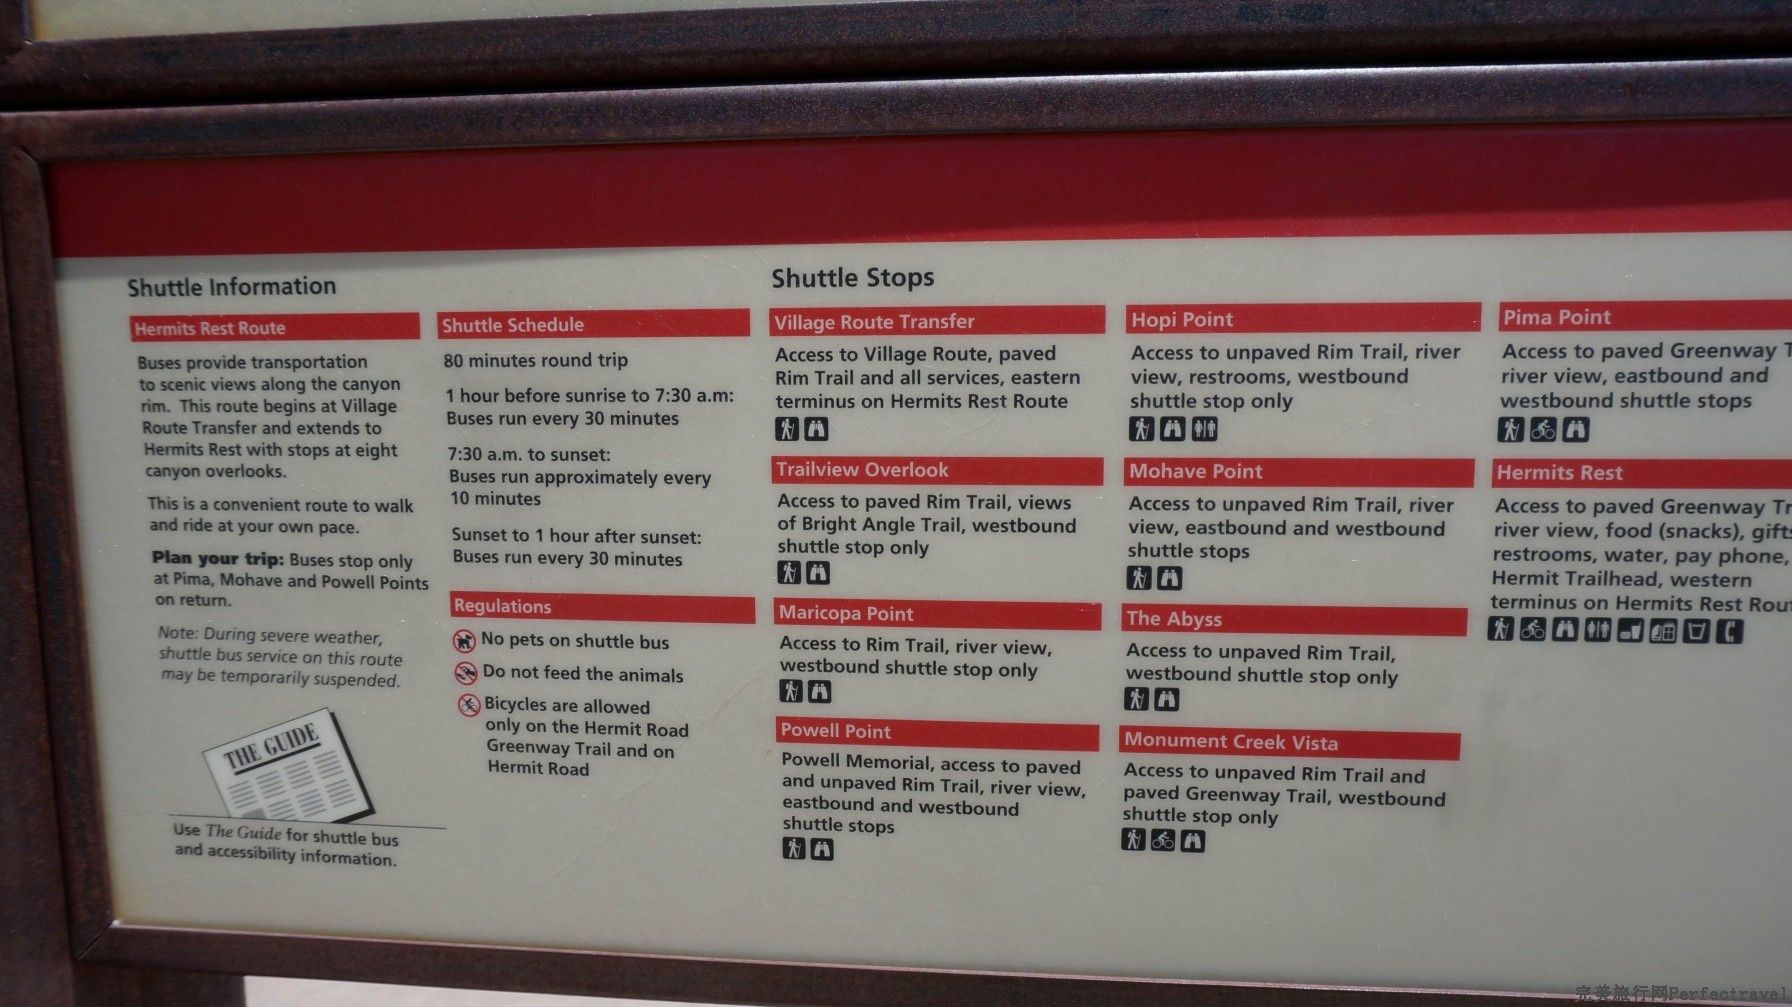 Shuttle Information
Hermits Rest Route
Buses provide transportation
to scenic views along the canyon
rim. This route begins at Village
Route Transfer and extends to
Hermits Rest with stops at eight
canyon overlooks.
This is a convenient route to walk
and ride at your own pace.
Plan your trip: Buses stop only
at Pima, Mohave and Powell Points
on return.
Note: During severe weather,
shuttle bus service on this route
may be temporarily suspended.
THE GUIDE
Use The Guide for shuttle bus
and accessibility information.
Shuttle Schedule
80 minutes round trip
1 hour before sunrise to 7:30 a.m:
Buses run every 30 minutes
7:30 a.m. to sunset:
Buses run approximately every
10 minutes
Sunset to 1 hour after sunset:
Buses run every 30 minutes
Regulations
No pets on shuttle bus
Do not feed the animals
Bicycles are allowed
only on the Hermit Road
Greenway Trail and on
Hermit Road
Shuttle Stops
Village Route Transfer
Access to Village Route, paved
Rim Trail and all services, eastern
terminus on Hermits Rest Route
Trailview Overlook
Access to paved Rim Trail, views
of Bright Angle Trail, westbound
shuttle stop only
Maricopa Point
Access to Rim Trail, river view,
westbound shuttle stop only
Powell Point
Powell Memorial, access to paved
and unpaved Rim Trail, river view,
eastbound and westbound
shuttle stops
Hopi Point
Access to unpaved Rim Trail, river
view, restrooms, westbound
shuttle stop only
Mohave Point
Access to unpaved Rim Trail, river
view, eastbound and westbound
shuttle stops
The Abyss
Access to unpaved Rim Trail,
westbound shuttle stop only
Monument Creek Vista
Access to unpaved Rim Trail and
paved Greenway Trail, westbound
shuttle stop only
Pima Point
Access to paved Greenway T
river view, eastbound and
westbound shuttle stops
Hermits Rest
Access to paved Greenway Tr
river view, food (snacks), gifts
restrooms, water, pay phone,
Hermit Trailhead, western
terminus on Hermits Rest Rou
完美旅行网Perfectravel